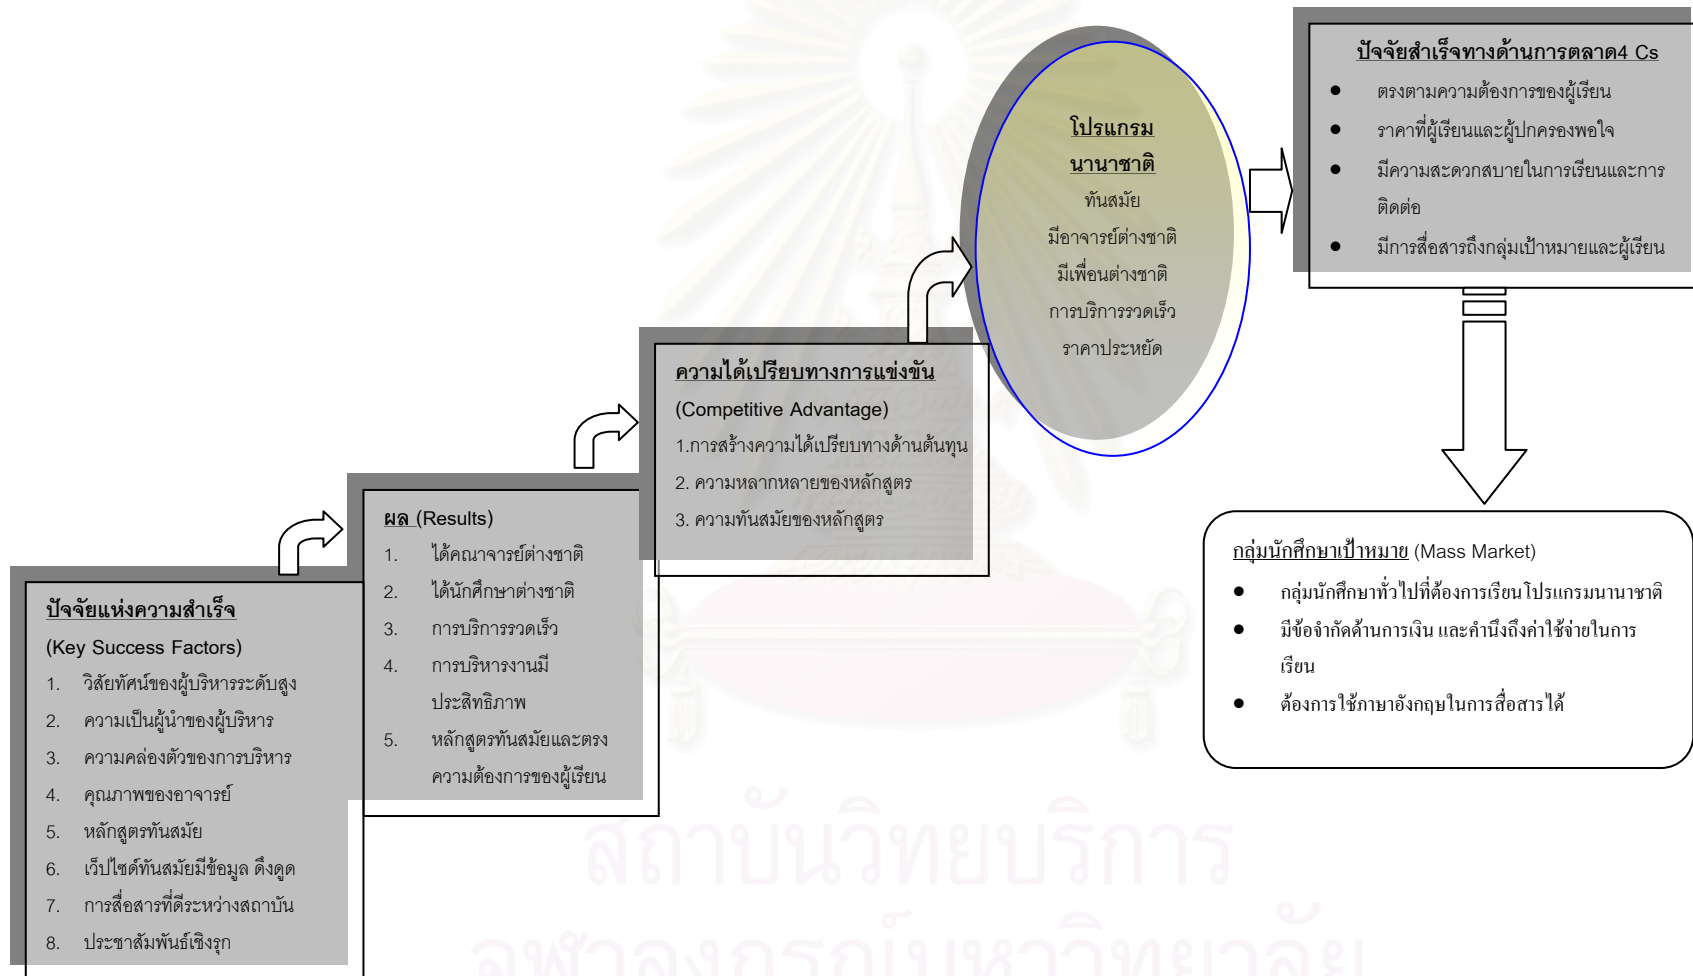 ปัจจัยแห่งความสำเร็จ
(Key Success Factors)
1. วิสัยทัศน์ของผู้บริหารระดับสูง
2. ความเป็นผู้นำของผู้บริหาร
3. ความคล่องตัวของการบริหาร
4. คุณภาพของอาจารย์
5. หลักสูตรทันสมัย
6. เว็ปไซด์ทันสมัยมีข้อมูล ดึงดูด
7. การสื่อสารที่ดีระหว่างสถาบัน
8. ประชาสัมพันธ์เชิงรุก
ผล (Results)
1. ได้คณาจารย์ต่างชาติ
2. ได้นักศึกษาต่างชาติ
3. การบริการรวดเร็ว
4. การบริหารงานมี
ประสิทธิภาพ
5. หลักสูตรทันสมัยและตรง
ความต้องการของผู้เรียน
ความได้เปรียบทางการแข่งขัน
(Competitive Advantage)
1.การสร้างความได้เปรียบทางด้านต้นทุน
2. ความหลากหลายของหลักสูตร
3. ความทันสมัยของหลักสูตร
โปรแกรม
นานาชาติ
ทันสมัย
มีอาจารย์ต่างชาติ
มีเพื่อนต่างชาติ
การบริการรวดเร็ว
ราคาประหยัด
ปัจจัยสำเร็จทางด้านการตลาด4 Cs
● ตรงตามความต้องการของผู้เรียน
● ราคาที่ผู้เรียนและผู้ปกครองพอใจ
● มีความสะดวกสบายในการเรียนและการ
ติดต่อ
● มีการสื่อสารถึงกลุ่มเป้าหมายและผู้เรียน
กลุ่มนักศึกษาเป้าหมาย (Mass Market)
● กลุ่มนักศึกษาทั่วไปที่ต้องการเรียนโปรแกรมนานาชาติ
● มีข้อจำกัดด้านการเงิน และคำนึงถึงค่าใช้จ่ายในการ
เรียน
● ต้องการใช้ภาษาอังกฤษในการสื่อสารได้
สถาบันวิทยบริการ
จุฬาลงกรณ์มหาวิทยาลัย